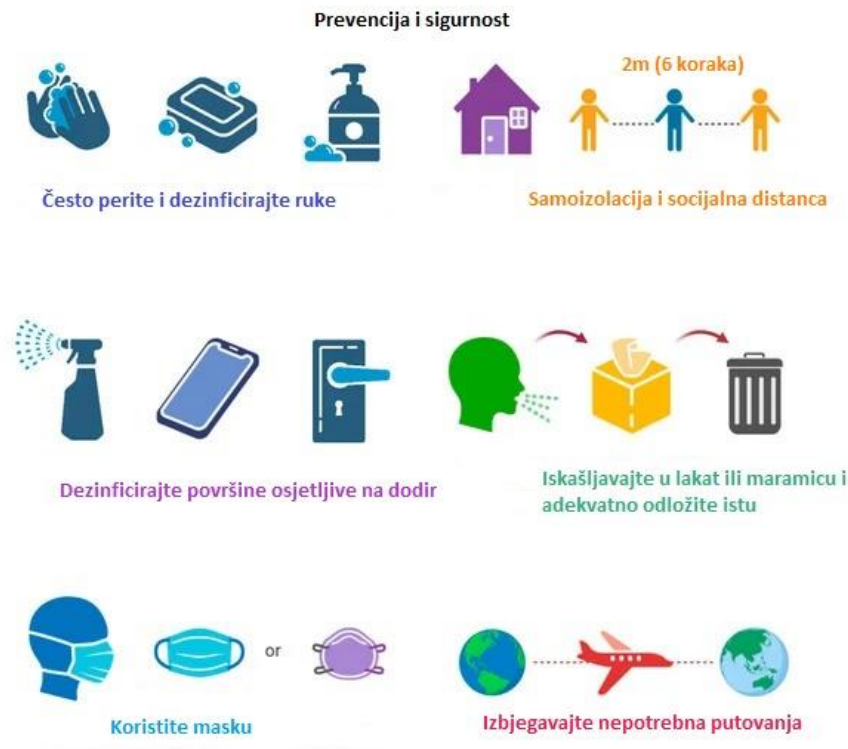 Prevencija i sigurnost
2m (6 koraka)
Često perite i dezinficirajte ruke
Samoizolacija i socijalna distanca
Dezinficirajte površine osjetljive na dodir
Iskašljavajte u lakat ili maramicu i
adekvatno odložite istu
or
Koristite masku
Izbjegavajte nepotrebna putovanja